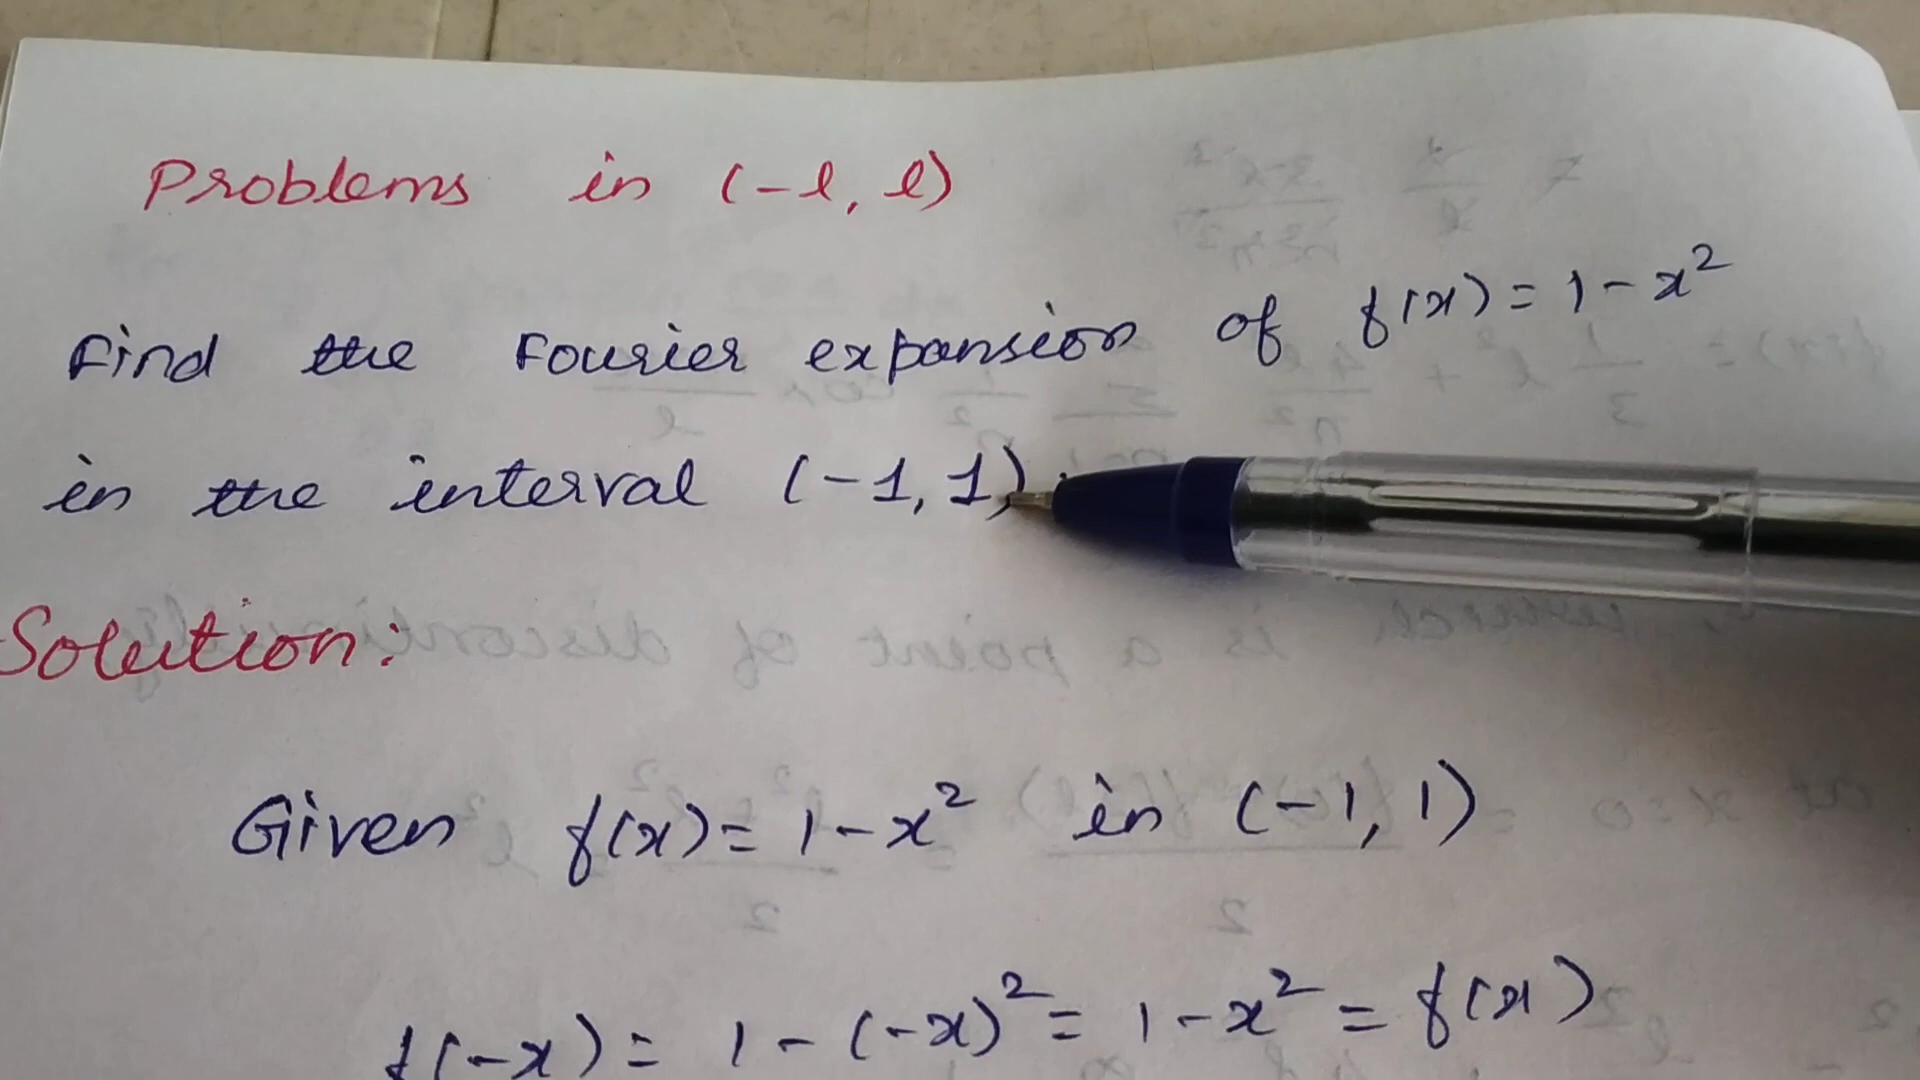 Problems in (-l, l)
Find the Fourier expansion of f(x) = 1 - x²
in the interval (-1, 1).
Solution:
Given f(x) = 1 - x² in (-1, 1)
f(-x) = 1 - (-x)² = 1 - x² = f(x)